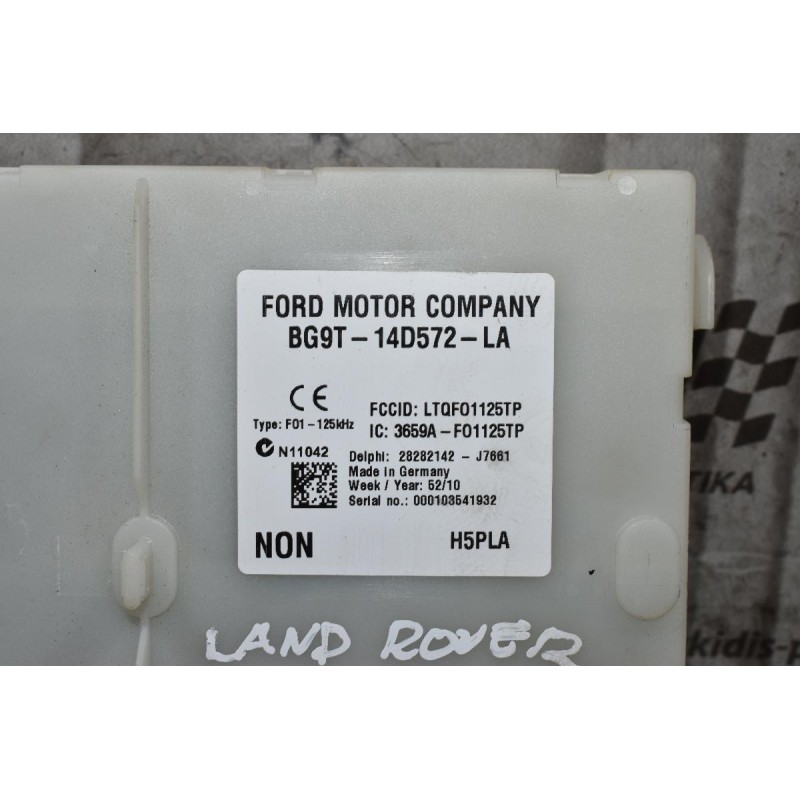 FORD MOTOR COMPANY
BG9T-14D572-LA
CE
Type: F01-125kHz
N11042
FCCID: LTQFO1125TP
IC: 3659A-FO1125TP
Delphi: 28282142 - J7661
Made in Germany
Week / Year: 52/10
Serial no.: 000103541932
NON
H5PLA
LAND ROVER
TIKA
kidis-p